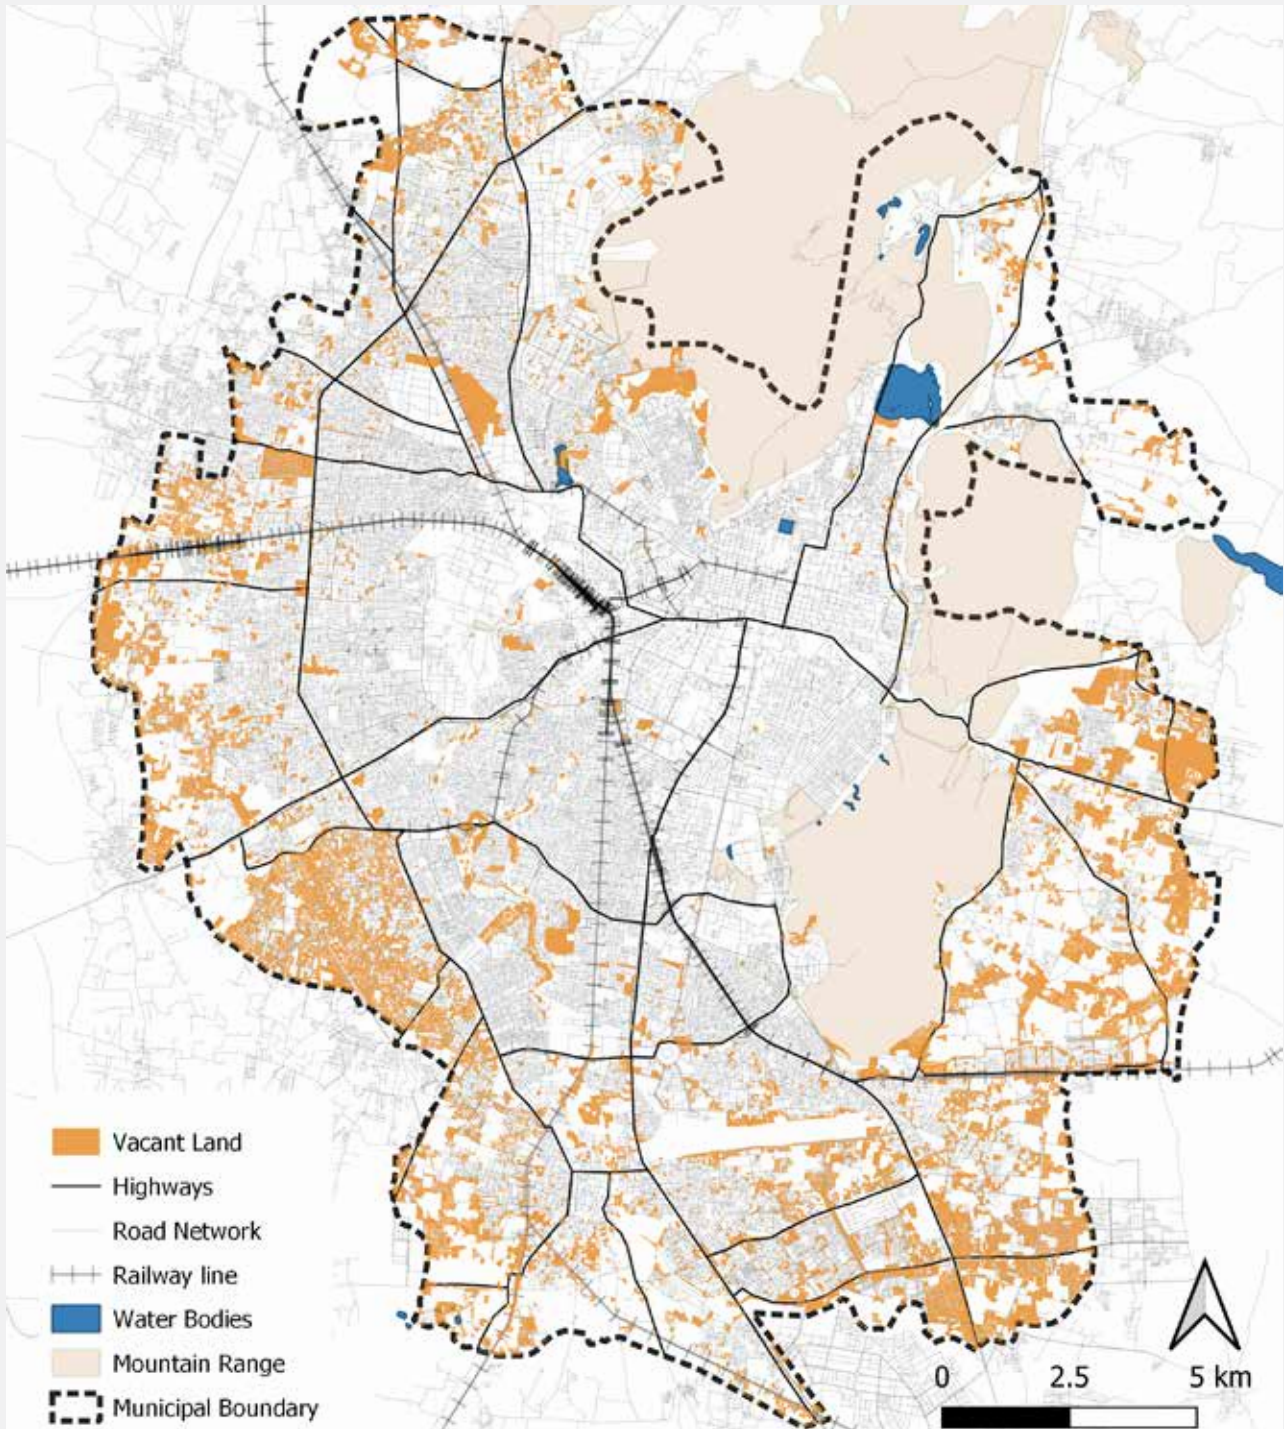 Vacant Land
Highways
Road Network
Railway line
Water Bodies
Mountain Range
Municipal Boundary
0 2.5 5 km